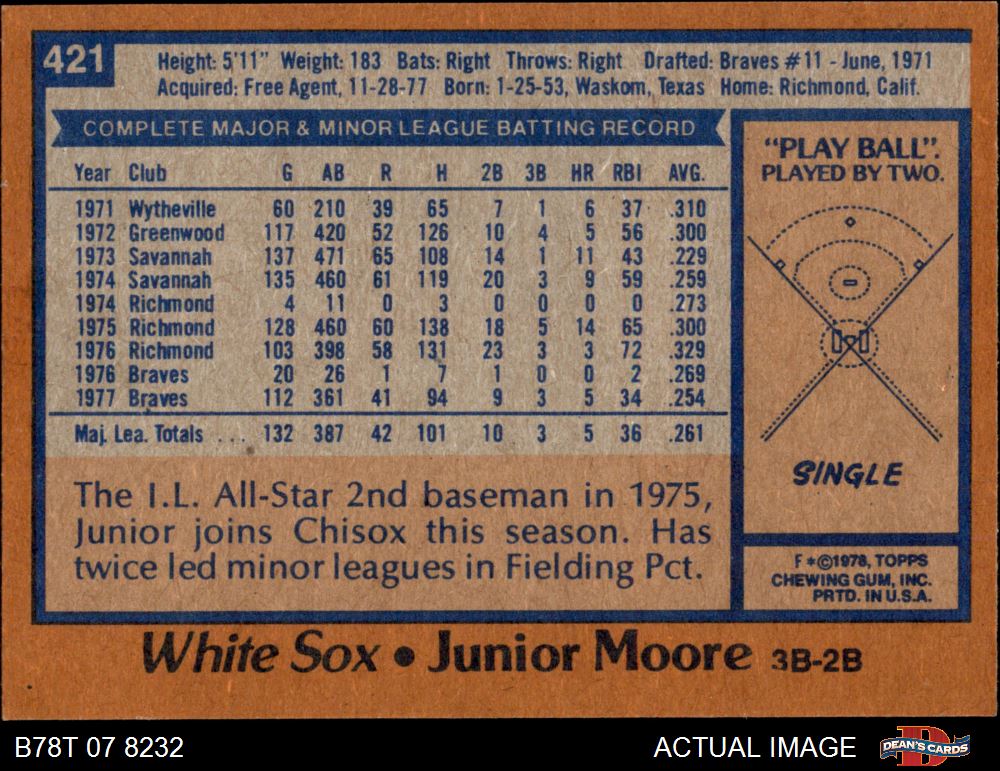 421
Height: 5'11" Weight: 183 Bats: Right Throws: Right Drafted: Braves #11 - June, 1971
Acquired: Free Agent, 11-28-77 Born: 1-25-53, Waskom, Texas Home: Richmond, Calif.
COMPLETE MAJOR & MINOR LEAGUE BATTING RECORD
Year Club G AB R H 2B 3B HR RBI AVG.
1971 Wytheville 60 210 39 65 7 1 6 37 .310
1972 Greenwood 117 420 52 126 10 4 5 56 .300
1973 Savannah 137 471 65 108 14 1 11 43 .229
1974 Savannah 135 460 61 119 20 3 9 59 .259
1974 Richmond 4 11 0 3 0 0 0 0 .273
1975 Richmond 128 460 60 138 18 5 14 65 .300
1976 Richmond 103 398 58 131 23 3 3 72 .329
1976 Braves 20 26 1 7 1 0 0 2 .269
1977 Braves 112 361 41 94 9 3 5 34 .254
Maj. Lea. Totals ... 132 387 42 101 10 3 5 36 .261
The I.L. All-Star 2nd baseman in 1975,
Junior joins Chisox this season. Has
twice led minor leagues in Fielding Pct.
"PLAY BALL".
PLAYED BY TWO.
SINGLE
F*©1978, TOPPS
CHEWING GUM, INC.
PRTD. IN U.S.A.
White Sox • Junior Moore 3B-2B
B78T 07 8232
ACTUAL IMAGE
DEAN'S CARDS